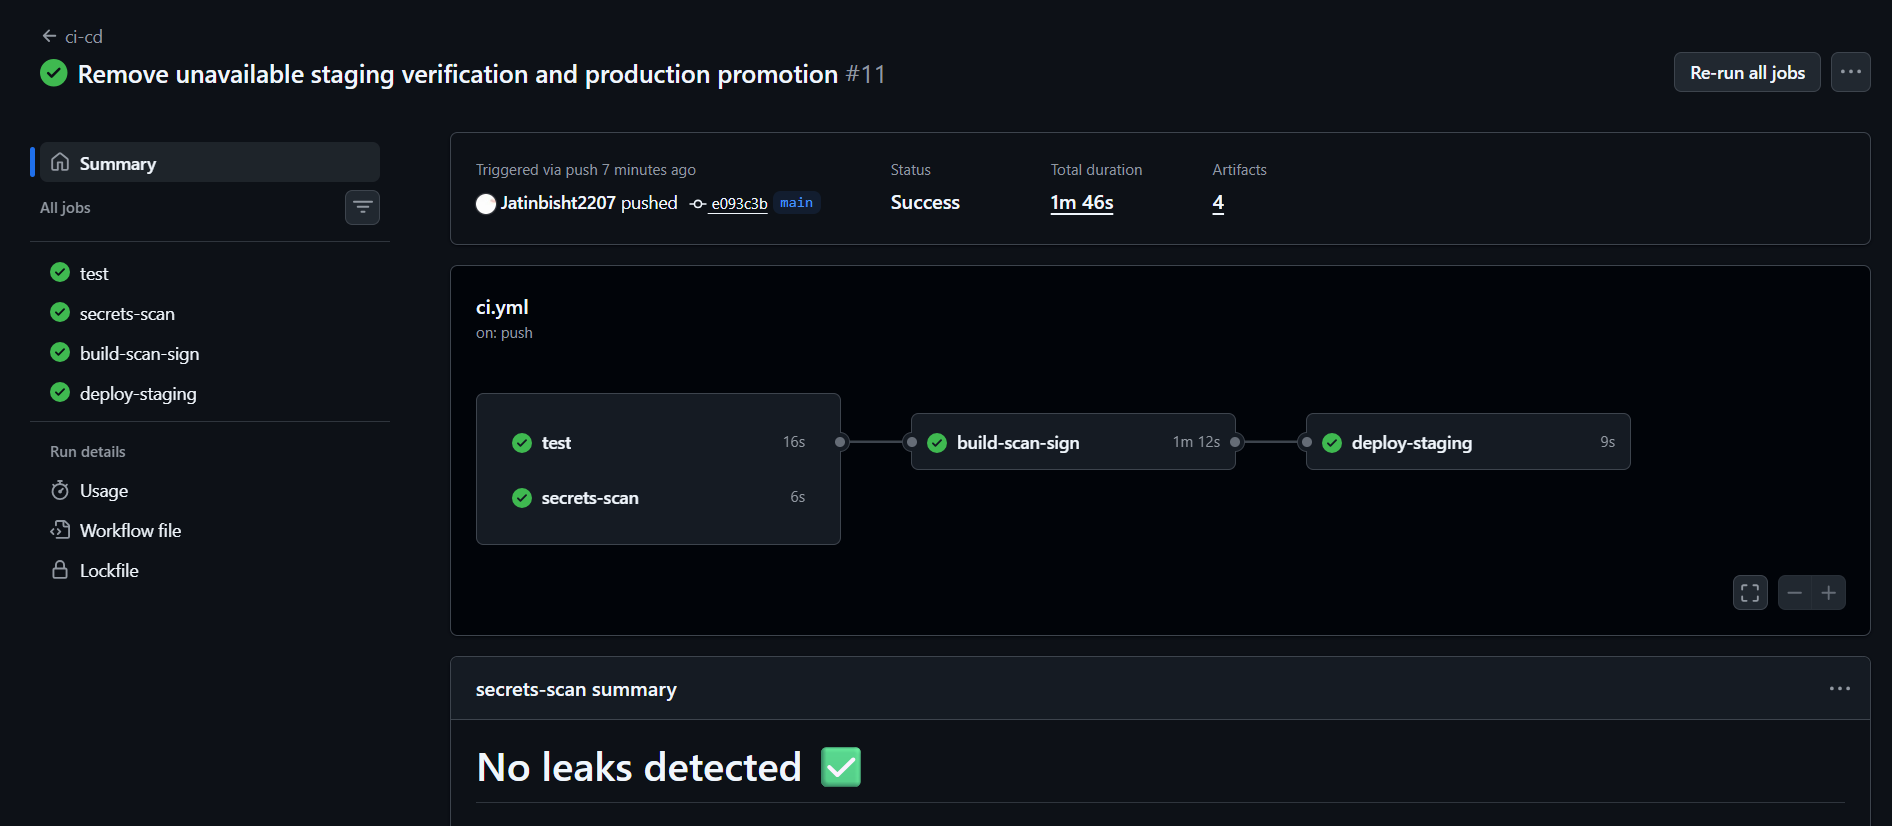 ci-cd
Remove unavailable staging verification and production promotion #11
Re-run all jobs
Summary
All jobs
test
secrets-scan
build-scan-sign
deploy-staging
Run details
Usage
Workflow file
Lockfile
Triggered via push 7 minutes ago
Jatinbisht2207 pushed e093c3b main
Status
Success
Total duration
1m 46s
Artifacts
4
ci.yml
on: push
test 16s
secrets-scan 6s
build-scan-sign 1m 12s
deploy-staging 9s
secrets-scan summary
No leaks detected ✅